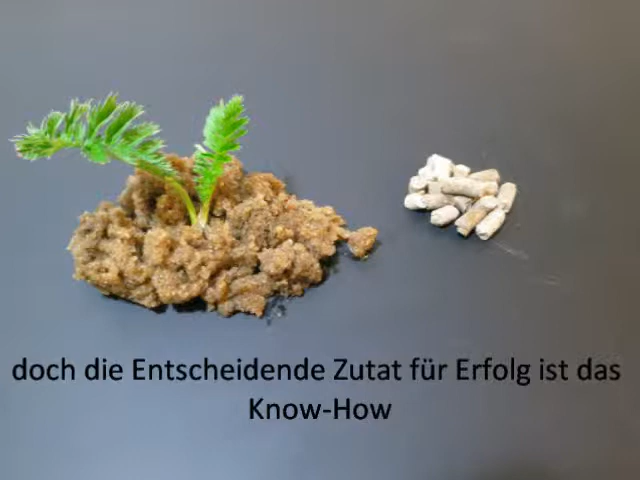 doch die Entscheidende Zutat für Erfolg ist das
Know-How